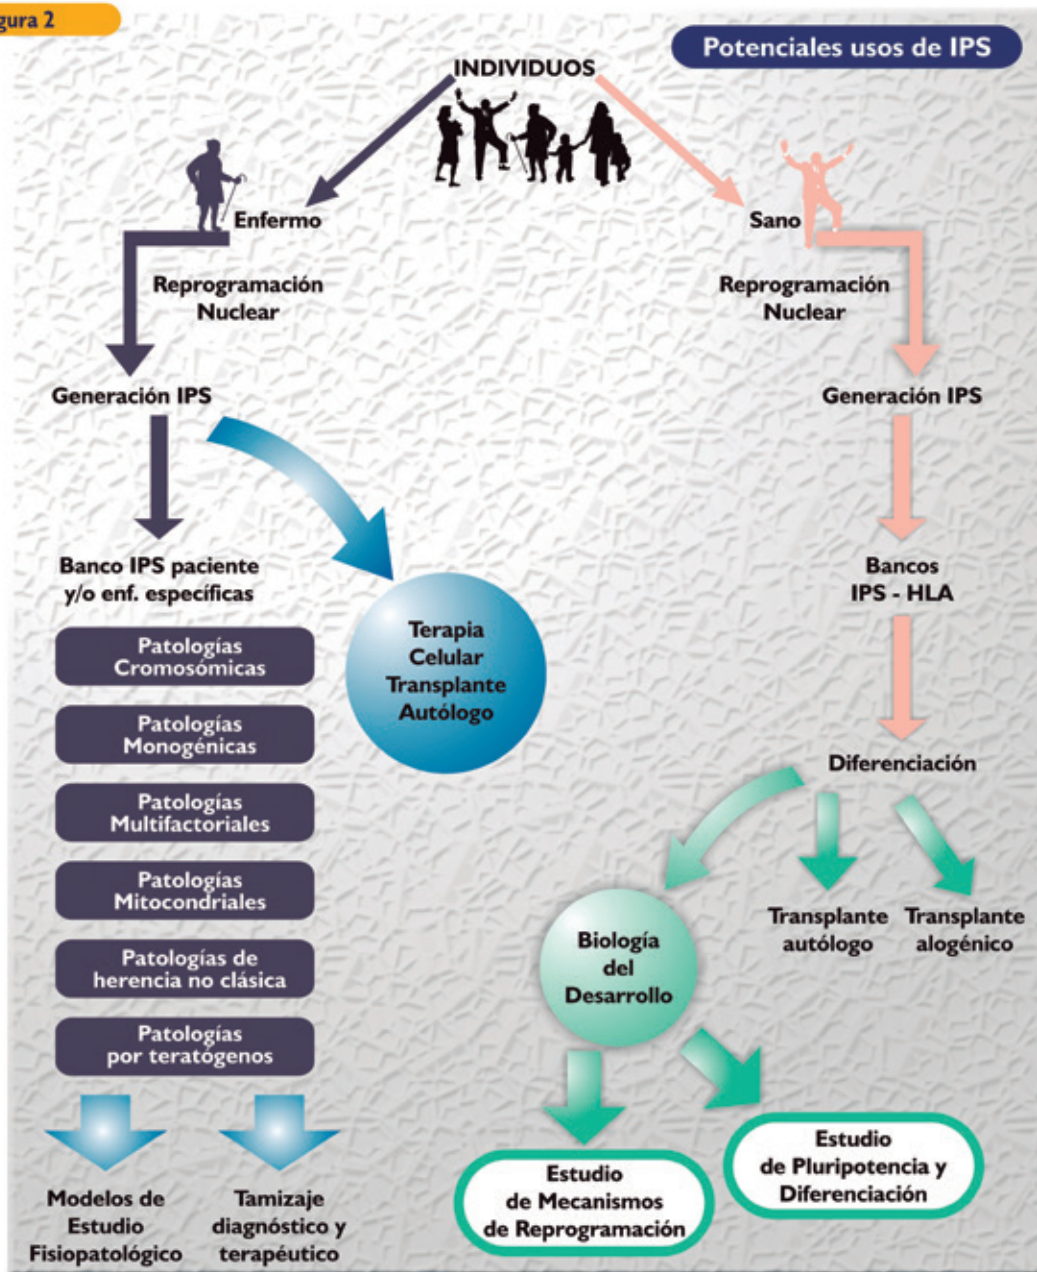 gura 2
Potenciales usos de IPS
INDIVIDUOS
Enfermo
Sano
Reprogramación
Nuclear
Reprogramación
Nuclear
Generación IPS
Generación IPS
Banco IPS paciente
y/o enf. específicas
Bancos
IPS - HLA
Terapia
Celular
Transplante
Autólogo
Patologías
Cromosómicas
Patologías
Monogénicas
Patologías
Multifactoriales
Patologías
Mitocondriales
Patologías de
herencia no clásica
Patologías
por teratógenos
Diferenciación
Biología
del
Desarrollo
Transplante
autólogo
Transplante
alogénico
Modelos de
Estudio
Fisiopatológico
Tamizaje
diagnóstico y
terapéutico
Estudio
de Mecanismos
de Reprogramación
Estudio
de Pluripotencia y
Diferenciación